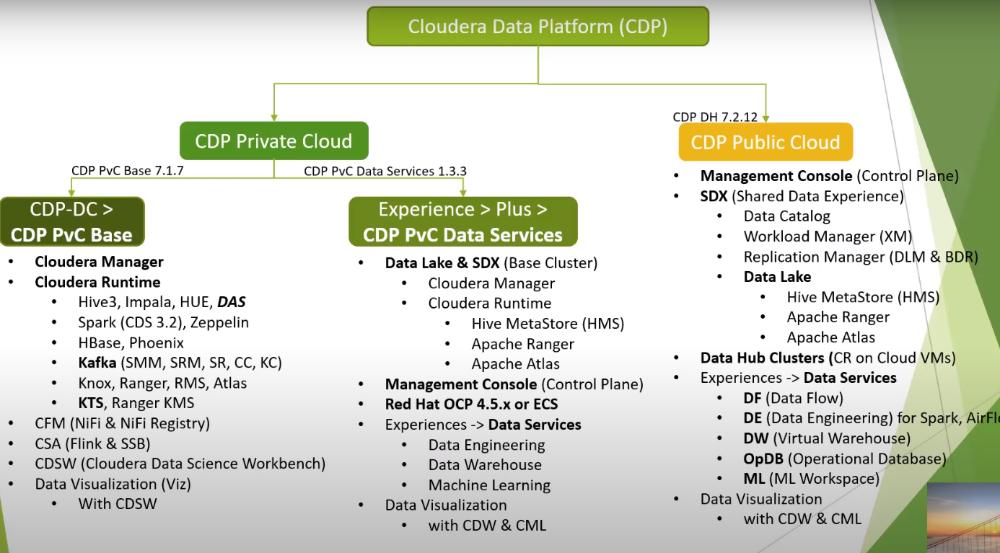 Cloudera Data Platform (CDP)
CDP Private Cloud
CDP PvC Base 7.1.7
CDP PvC Data Services 1.3.3
CDP-DC >
CDP PvC Base
• Cloudera Manager
• Cloudera Runtime
• Hive3, Impala, HUE, DAS
• Spark (CDS 3.2), Zeppelin
• HBase, Phoenix
• Kafka (SMM, SRM, SR, CC, KC)
• Knox, Ranger, RMS, Atlas
• KTS, Ranger KMS
• CFM (NiFi & NiFi Registry)
• CSA (Flink & SSB)
• CDSW (Cloudera Data Science Workbench)
• Data Visualization (Viz)
• With CDSW
Experience > Plus >
CDP PvC Data Services
• Data Lake & SDX (Base Cluster)
• Cloudera Manager
• Cloudera Runtime
• Hive MetaStore (HMS)
• Apache Ranger
• Apache Atlas
• Management Console (Control Plane)
• Red Hat OCP 4.5.x or ECS
• Experiences -> Data Services
• Data Engineering
• Data Warehouse
• Machine Learning
• Data Visualization
• with CDW & CML
CDP DH 7.2.12
CDP Public Cloud
• Management Console (Control Plane)
• SDX (Shared Data Experience)
• Data Catalog
• Workload Manager (XM)
• Replication Manager (DLM & BDR)
• Data Lake
• Hive MetaStore (HMS)
• Apache Ranger
• Apache Atlas
• Data Hub Clusters (CR on Cloud VMs)
• Experiences -> Data Services
• DF (Data Flow)
• DE (Data Engineering) for Spark,
• DW (Virtual Warehouse)
• OpDB (Operational Database)
• ML (ML Workspace)
• Data Visualization
• with CDW & CML